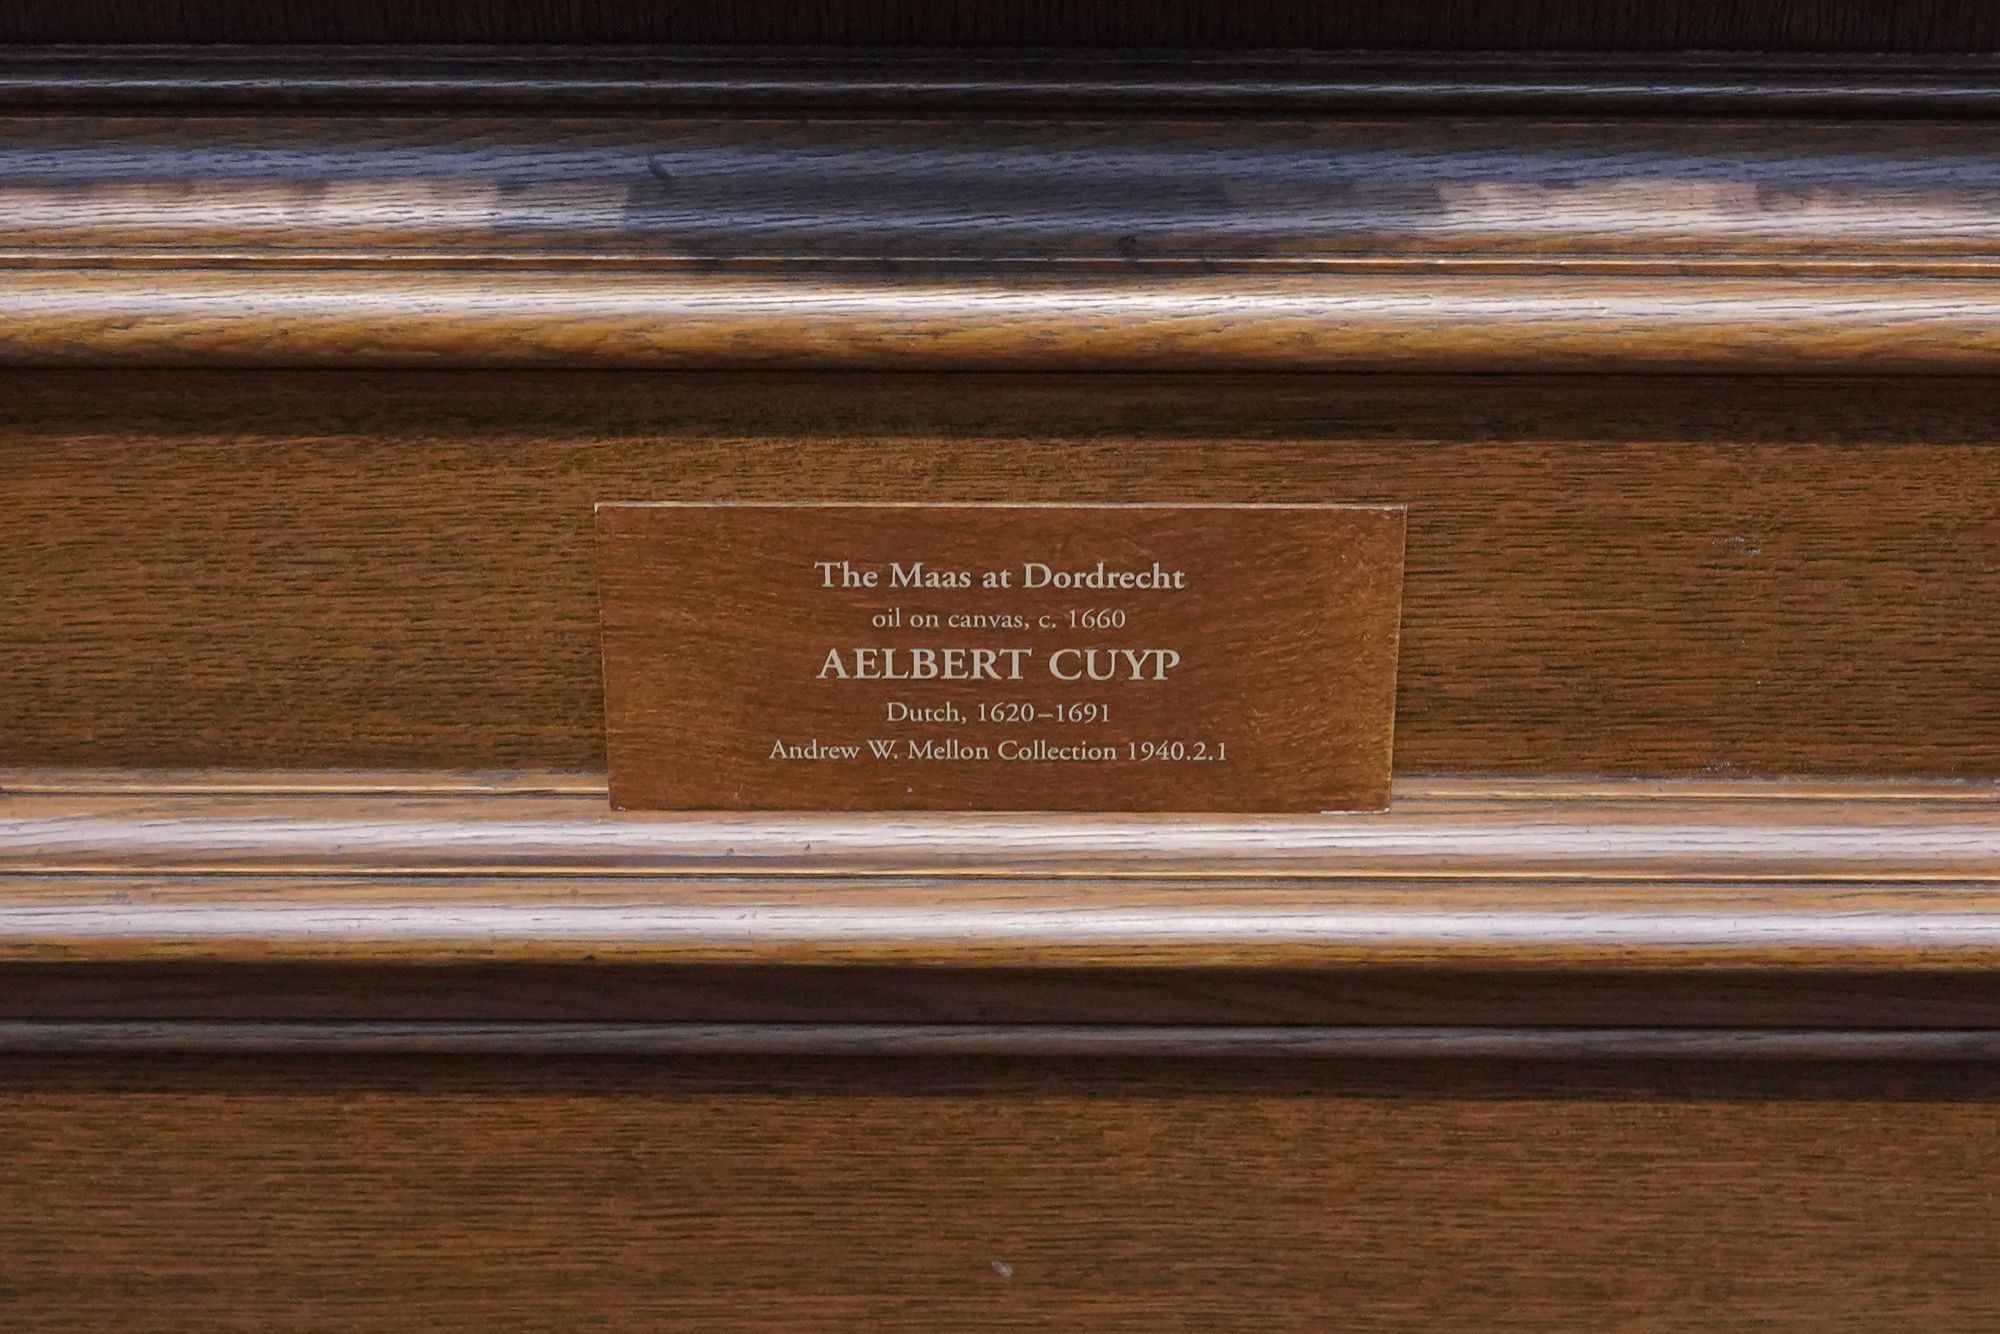 The Maas at Dordrecht
oil on canvas, c. 1660
AELBERT CUYP
Dutch, 1620–1691
Andrew W. Mellon Collection 1940.2.1